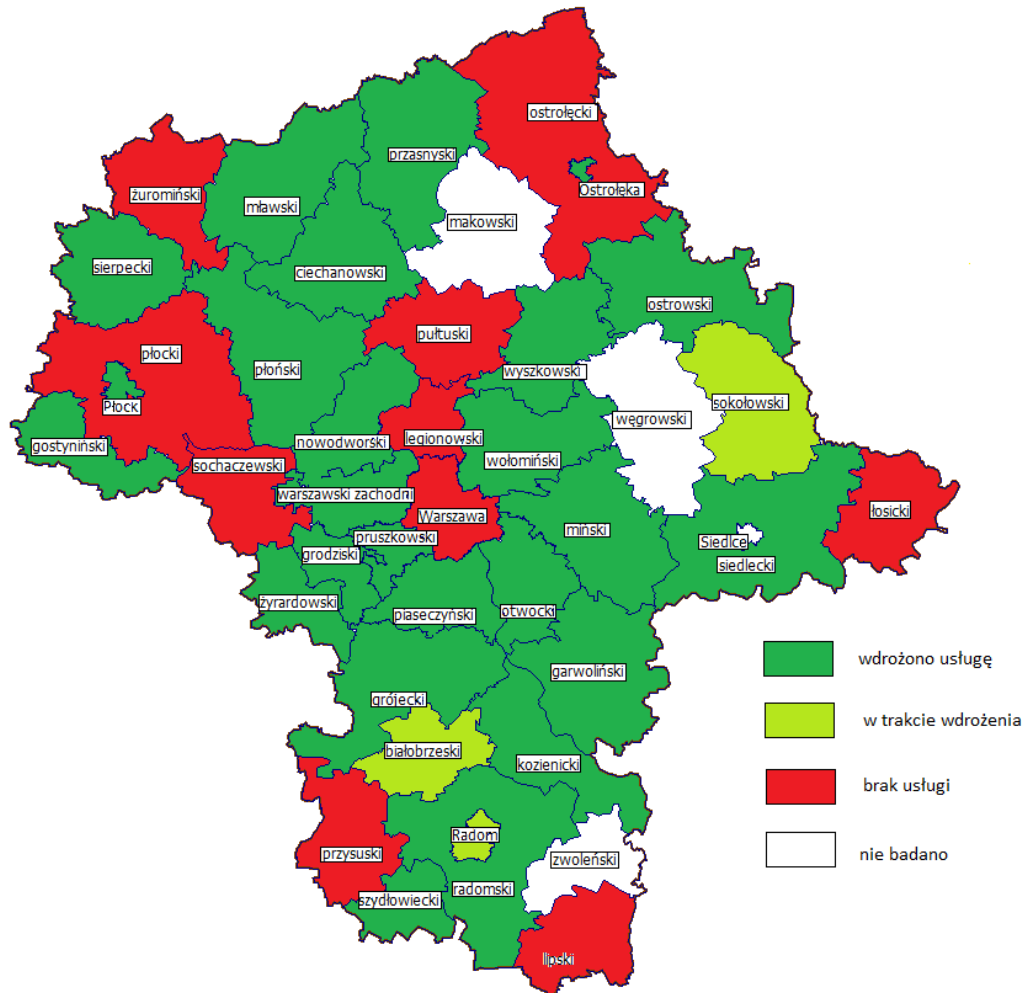 ostrołęcki
przasnyski
Ostrołęka
żuromiński
mławski
makowski
sierpecki
ciechanowski
ostrowski
pułtuski
płocki
płoński
wyszkowski
sokołowski
Płock
węgrowski
gostyniński
nowodworski
legionowski
sochaczewski
wołomiński
warszawski zachodni
Warszawa
łosicki
miński
pruszkowski
Siedlce
grodziski
siedlecki
żyrardowski
piaseczyński
otwocki
wdrożono usługę
garwoliński
grójecki
w trakcie wdrożenia
białobrzeski
kozienicki
brak usługi
Radom
przysuski
zwoleński
nie badano
radomski
szydłowiecki
lipski